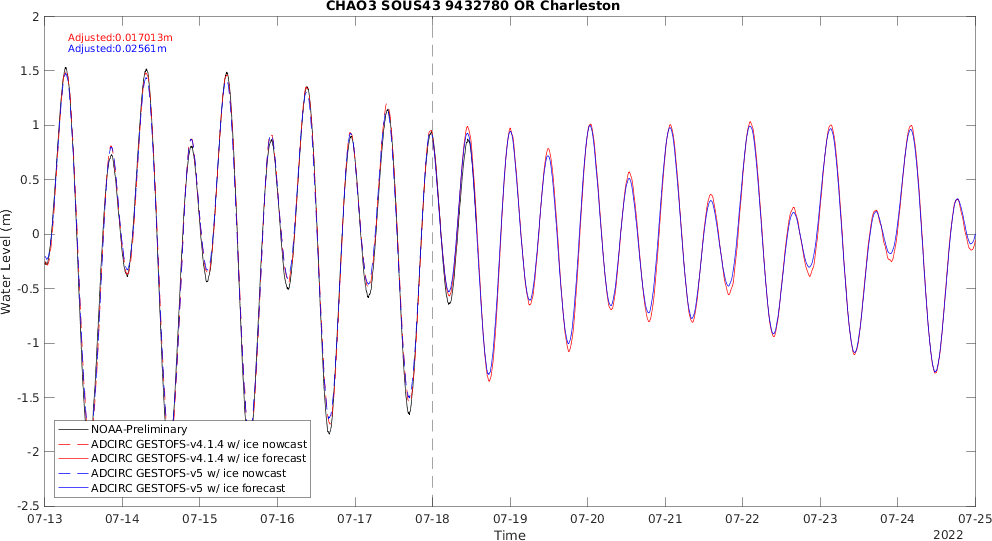 CHAO3 SOUS43 9432780 OR Charleston
Adjusted:0.017013m
Adjusted:0.02561m
2
1.5
1
0.5
0
-0.5
-1
-1.5
-2
-2.5
Water Level (m)
NOAA-Preliminary
ADCIRC GESTOFS-v4.1.4 w/ ice nowcast
ADCIRC GESTOFS-v4.1.4 w/ ice forecast
ADCIRC GESTOFS-v5 w/ ice nowcast
ADCIRC GESTOFS-v5 w/ ice forecast
07-13 07-14 07-15 07-16 07-17 07-18 07-19 07-20 07-21 07-22 07-23 07-24 07-25
Time
2022